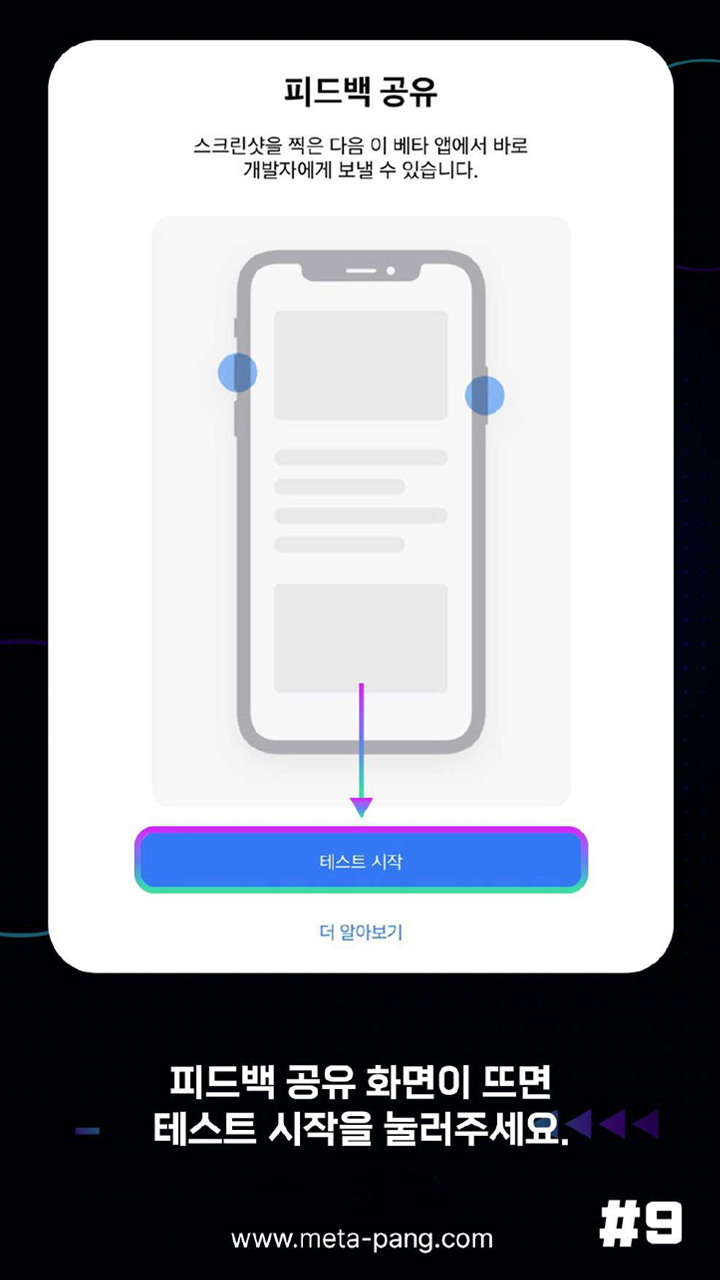 피드백 공유
스크린샷을 찍은 다음 이 베타 앱에서 바로
개발자에게 보낼 수 있습니다.
테스트 시작
더 알아보기
피드백 공유 화면이 뜨면
테스트 시작을 눌러주세요.
#9
www.meta-pang.com